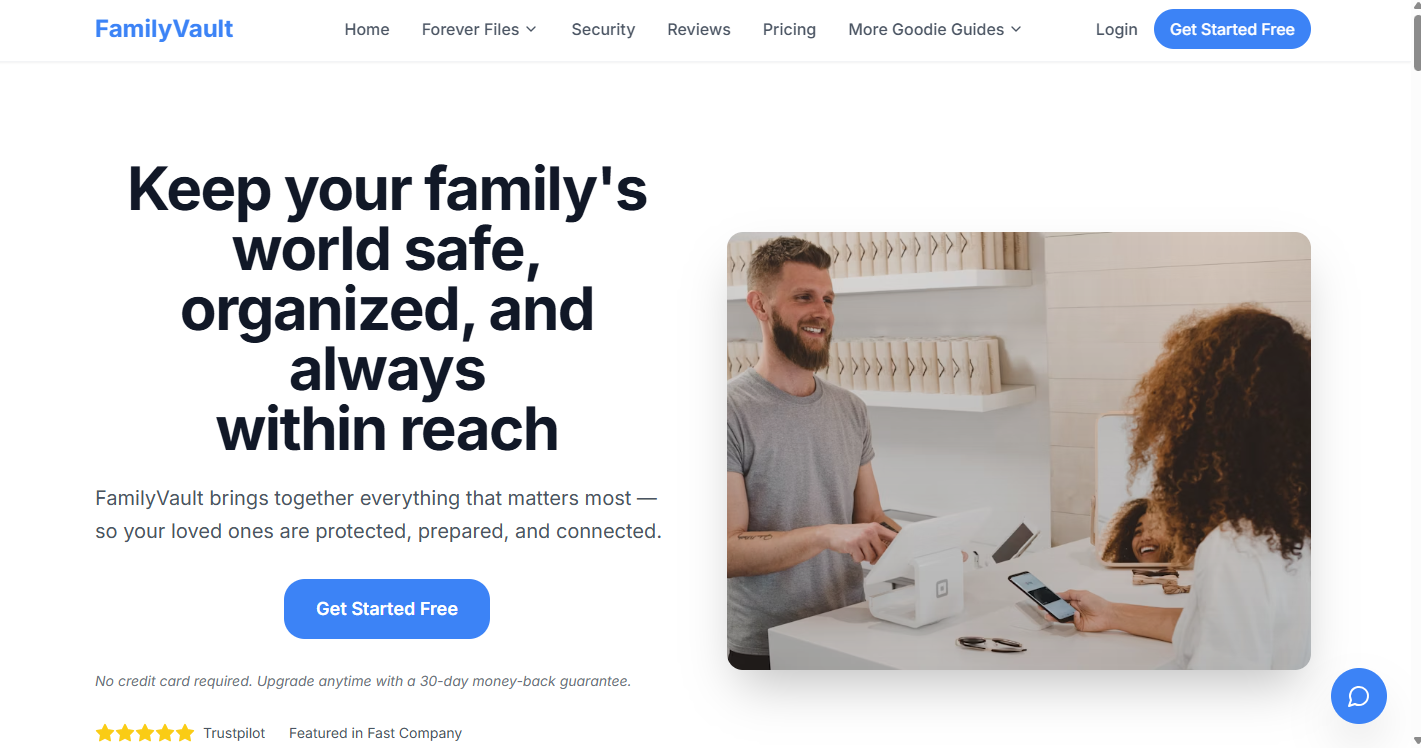 FamilyVault
Home
Forever Files
Security
Reviews
Pricing
More Goodie Guides
Login
Get Started Free
Keep your family's
world safe,
organized, and
always
within reach
FamilyVault brings together everything that matters most —
so your loved ones are protected, prepared, and connected.
Get Started Free
No credit card required. Upgrade anytime with a 30-day money-back guarantee.
Trustpilot
Featured in Fast Company